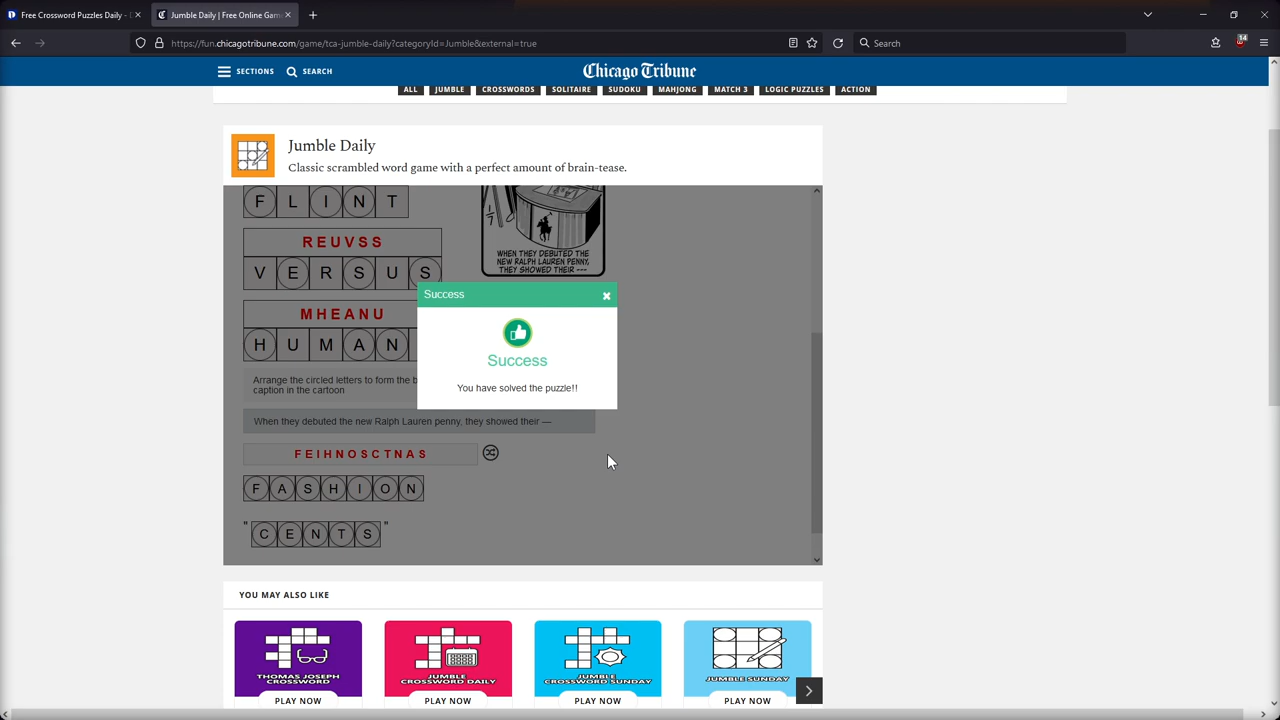 Free Crossword Puzzles Daily -
Jumble Daily | Free Online Gam
https://fun.chicagotribune.com/game/tca-jumble-daily?categoryId=Jumble&external=true
Search
14
SECTIONS
SEARCH
Chicago Tribune
ALL
JUMBLE
CROSSWORDS
SOLITAIRE
SUDOKU
MAHJONG
MATCH 3
LOGIC PUZZLES
ACTION
Jumble Daily
Classic scrambled word game with a perfect amount of brain-tease.
F L I N T
REUVSS
V E R S U S
MHEANU
H U M A N
1/7
WHEN THEY DEBUTED THE
NEW RALPH LAUREN PENNY,
THEY SHOWED THEIR ---
Success
Success
You have solved the puzzle!!
Arrange the circled letters to form the b
caption in the cartoon
When they debuted the new Ralph Lauren penny, they showed their —
FEIHNOSCTNAS
F A S H I O N
" C E N T S "
YOU MAY ALSO LIKE
THOMAS JOSEPH
CROSSWORD
PLAY NOW
JUMBLE
CROSSWORD DAILY
PLAY NOW
JUMBLE
CROSSWORD SUNDAY
PLAY NOW
JUMBLE SUNDAY
PLAY NOW